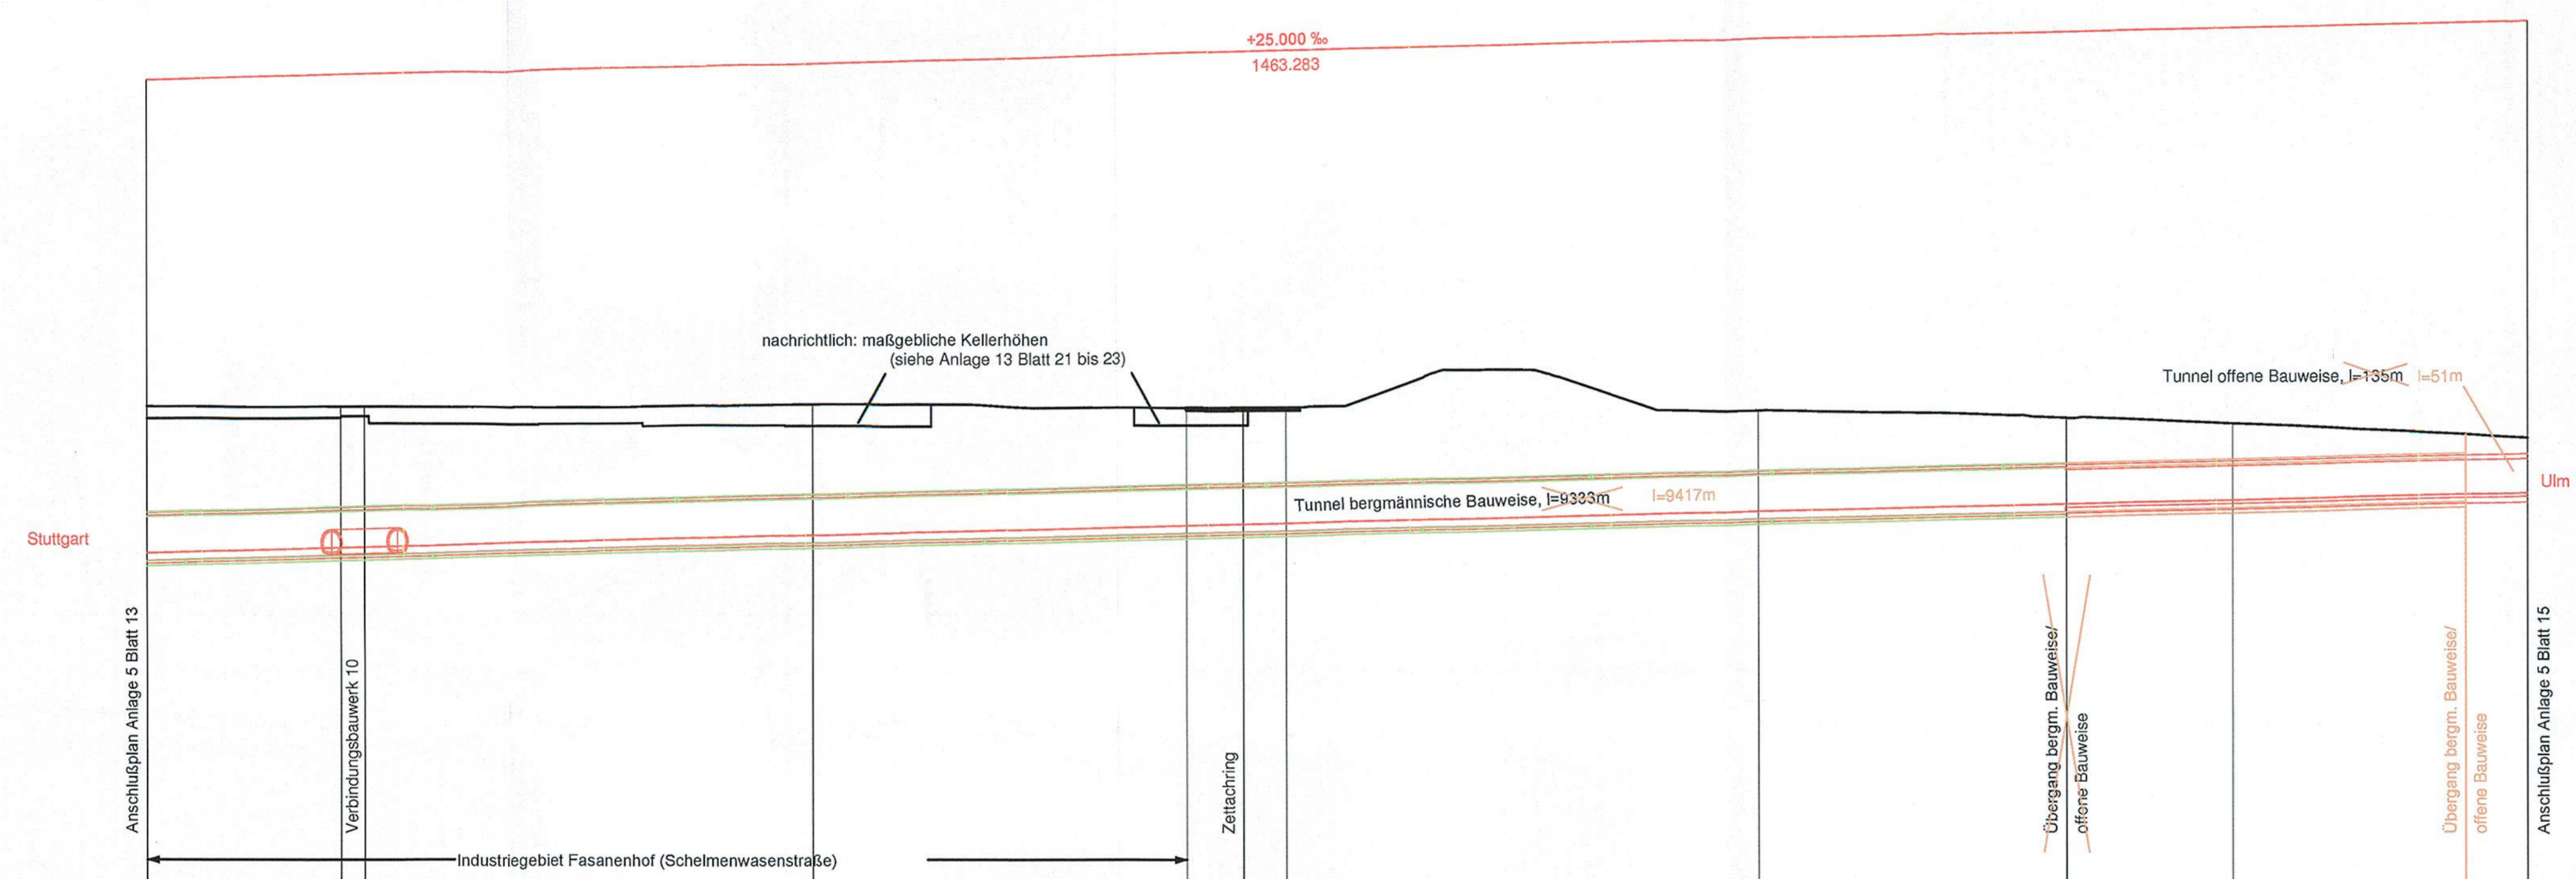 +25.000 ‰
1463.283
nachrichtlich: maßgebliche Kellerhöhen
(siehe Anlage 13 Blatt 21 bis 23)
Tunnel offene Bauweise, l=135m l=51m
Tunnel bergmännische Bauweise, l=9333m l=9417m
Stuttgart
Ulm
Anschlußplan Anlage 5 Blatt 13
Verbindungsbauwerk 10
Zettachring
Übergang bergm. Bauweise/
offene Bauweise
Übergang bergm. Bauweise/
offene Bauweise
Anschlußplan Anlage 5 Blatt 15
Industriegebiet Fasanenhof (Schelmenwasenstraße)